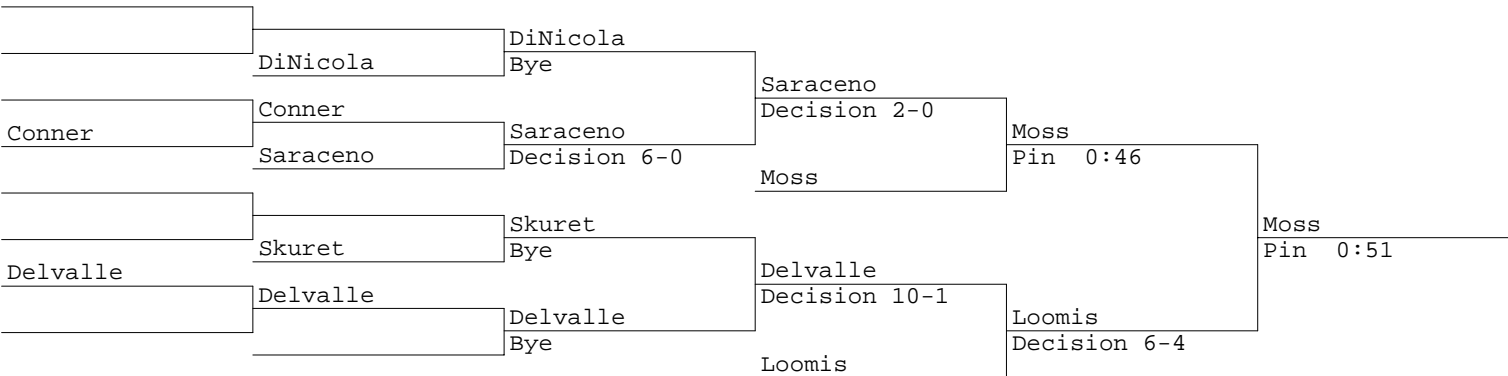 DiNicola
DiNicola
Bye
Saraceno
Conner
Decision 2-0
Conner
Saraceno
Moss
Saraceno
Decision 6-0
Pin 0:46
Moss
Skuret
Moss
Skuret
Bye
Pin 0:51
Delvalle
Delvalle
Delvalle
Decision 10-1
Delvalle
Loomis
Bye
Decision 6-4
Loomis